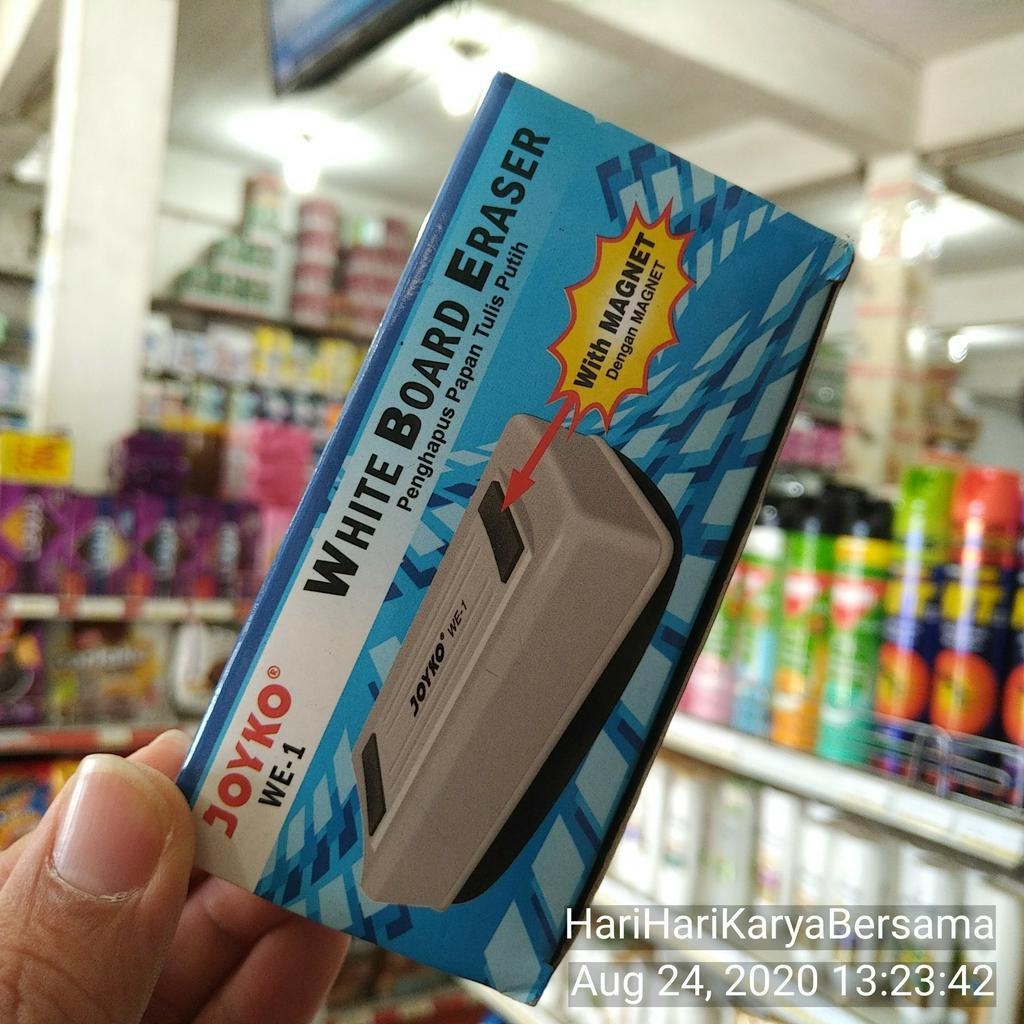 WHITE BOARD ERASER
Penghapus Papan Tulis Putih
With MAGNET
Dengan MAGNET
JOYKO® WE-1
JOYKO®
WE-1
HariHariKaryaBersama
Aug 24, 2020 13:23:42